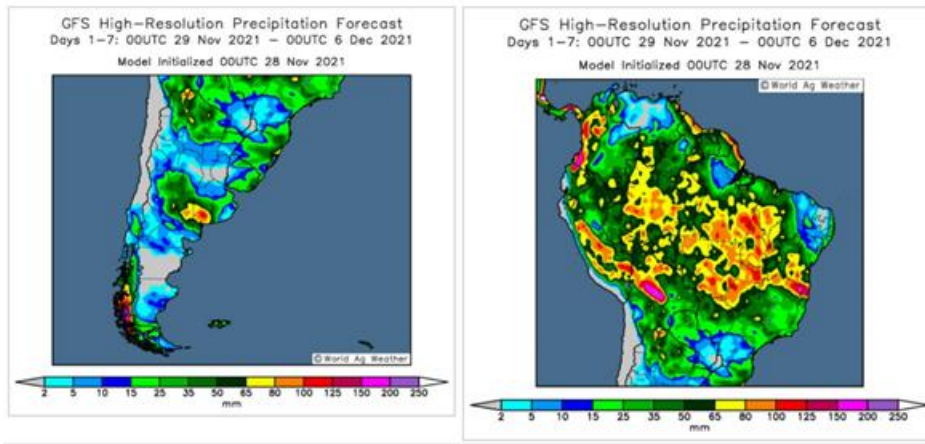 GFS High-Resolution Precipitation Forecast
Days 1-7: 00UTC 29 Nov 2021 - 00UTC 6 Dec 2021
Model Initialized 00UTC 28 Nov 2021
© World Ag Weather
2 5 10 15 25 35 50 65 80 100 125 150 200 250
mm
GFS High-Resolution Precipitation Forecast
Days 1-7: 00UTC 29 Nov 2021 - 00UTC 6 Dec 2021
Model Initialized 00UTC 28 Nov 2021
© World Ag Weather
2 5 10 15 25 35 50 65 80 100 125 150 200 250
mm